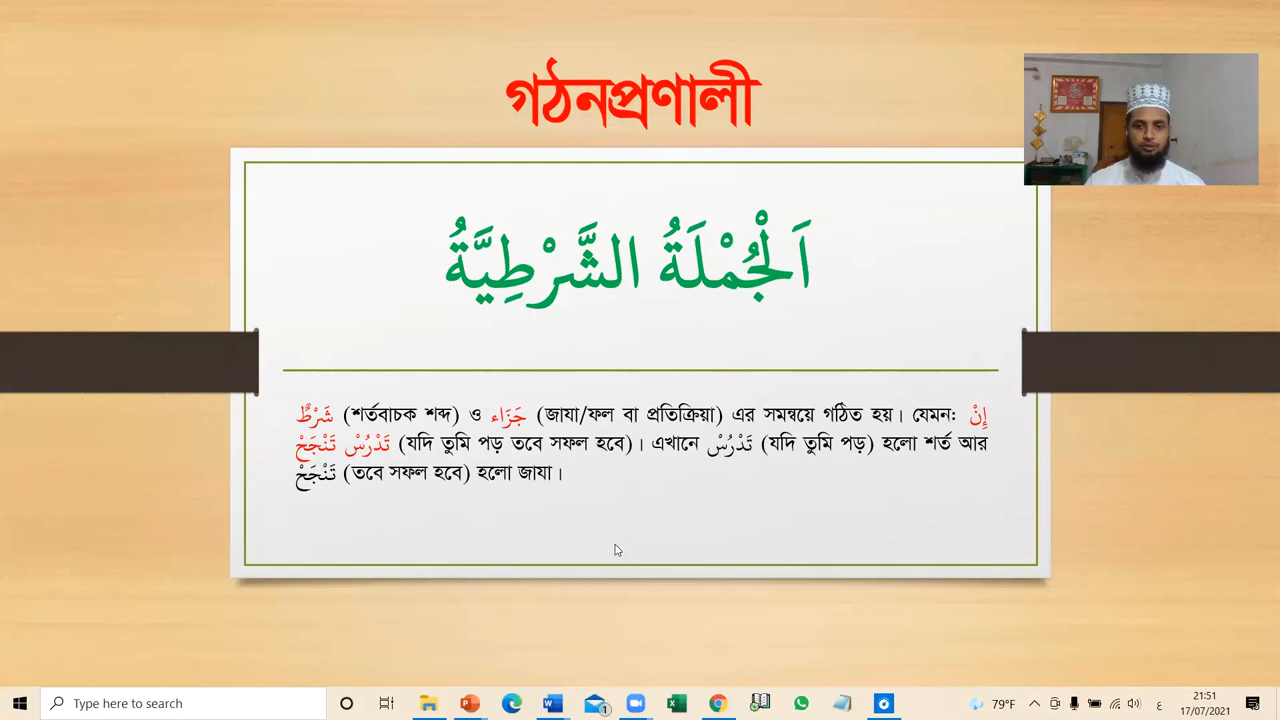 গঠনপ্রণালী
اَلْجُمْلَةُ الشَّرْطِيَّةُ
شَرْطٌ (শর্তবাচক শব্দ) ও جَزَاء (জাযা/ফল বা প্রতিক্রিয়া) এর সমন্বয়ে গঠিত হয়। যেমন: إِنْ
تَدْرُسْ تَنْجَحْ (যদি তুমি পড় তবে সফল হবে)। এখানে تَدْرُسْ (যদি তুমি পড়) হলো শর্ত আর
تَنْجَحْ (তবে সফল হবে) হলো জাযা।
Type here to search
1
79°F
ع
21:51
17/07/2021